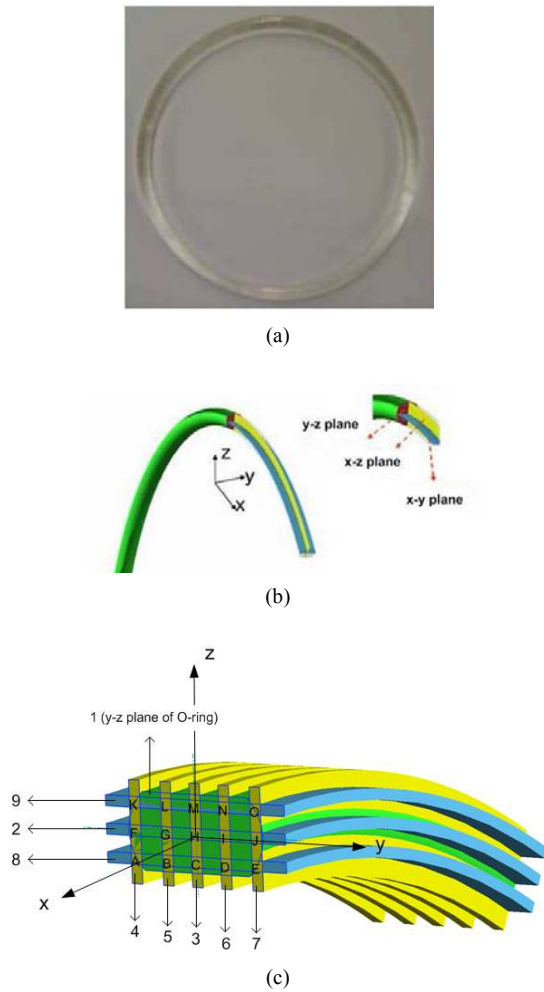 (a)
z
y
x
y-z plane
x-z plane
x-y plane
(b)
z
1 (y-z plane of O-ring)
9
K L M N O
2
F G H I J
y
8
A B C D E
x
4 5 3 6 7
(c)